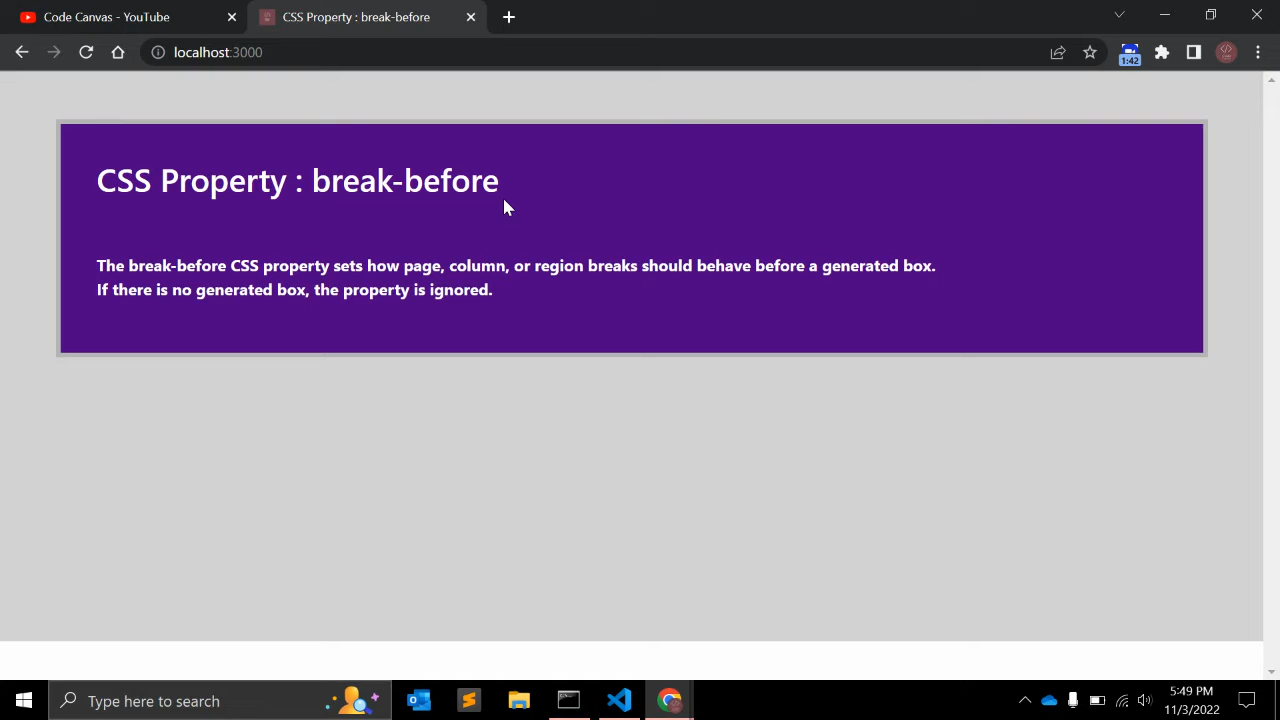 Code Canvas - YouTube
CSS Property : break-before
localhost:3000
1:42
CSS Property : break-before
The break-before CSS property sets how page, column, or region breaks should behave before a generated box.
If there is no generated box, the property is ignored.
Type here to search
5:49 PM
11/3/2022